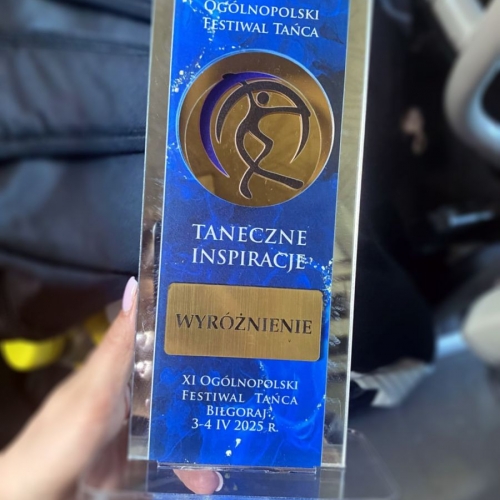 OGÓLNOPOLSKI
FESTIWAL TAŃCA
TANECZNE
INSPIRACJE
WYRÓŻNIENIE
XI OGÓLNOPOLSKI
FESTIWAL TAŃCA
BIŁGORAJ
3-4 IV 2025 R.